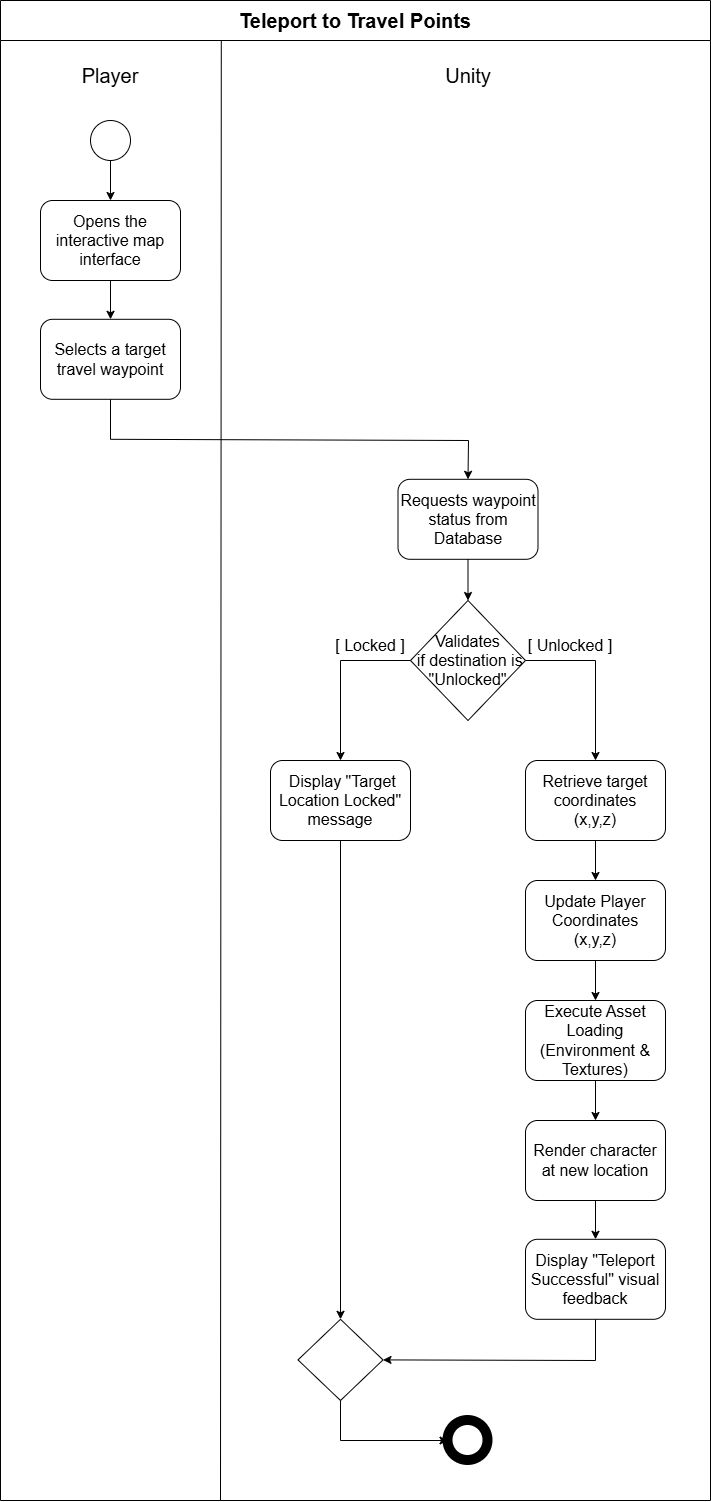 Teleport to Travel Points
Player
Unity
Opens the
interactive map
interface
Selects a target
travel waypoint
Requests waypoint
status from
Database
[ Locked ]
Validates
if destination is
"Unlocked"
[ Unlocked ]
Display "Target
Location Locked"
message
Retrieve target
coordinates
(x,y,z)
Update Player
Coordinates
(x,y,z)
Execute Asset
Loading
(Environment &
Textures)
Render character
at new location
Display "Teleport
Successful" visual
feedback